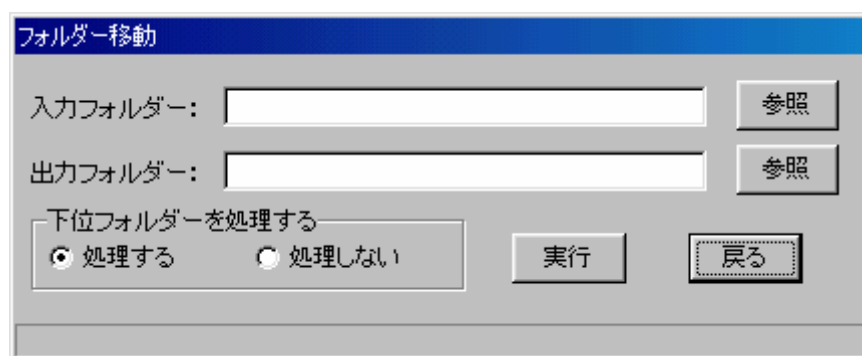 フォルダー移動
入力フォルダー: 参照
出力フォルダー: 参照
下位フォルダーを処理する
処理する 処理しない 実行 戻る